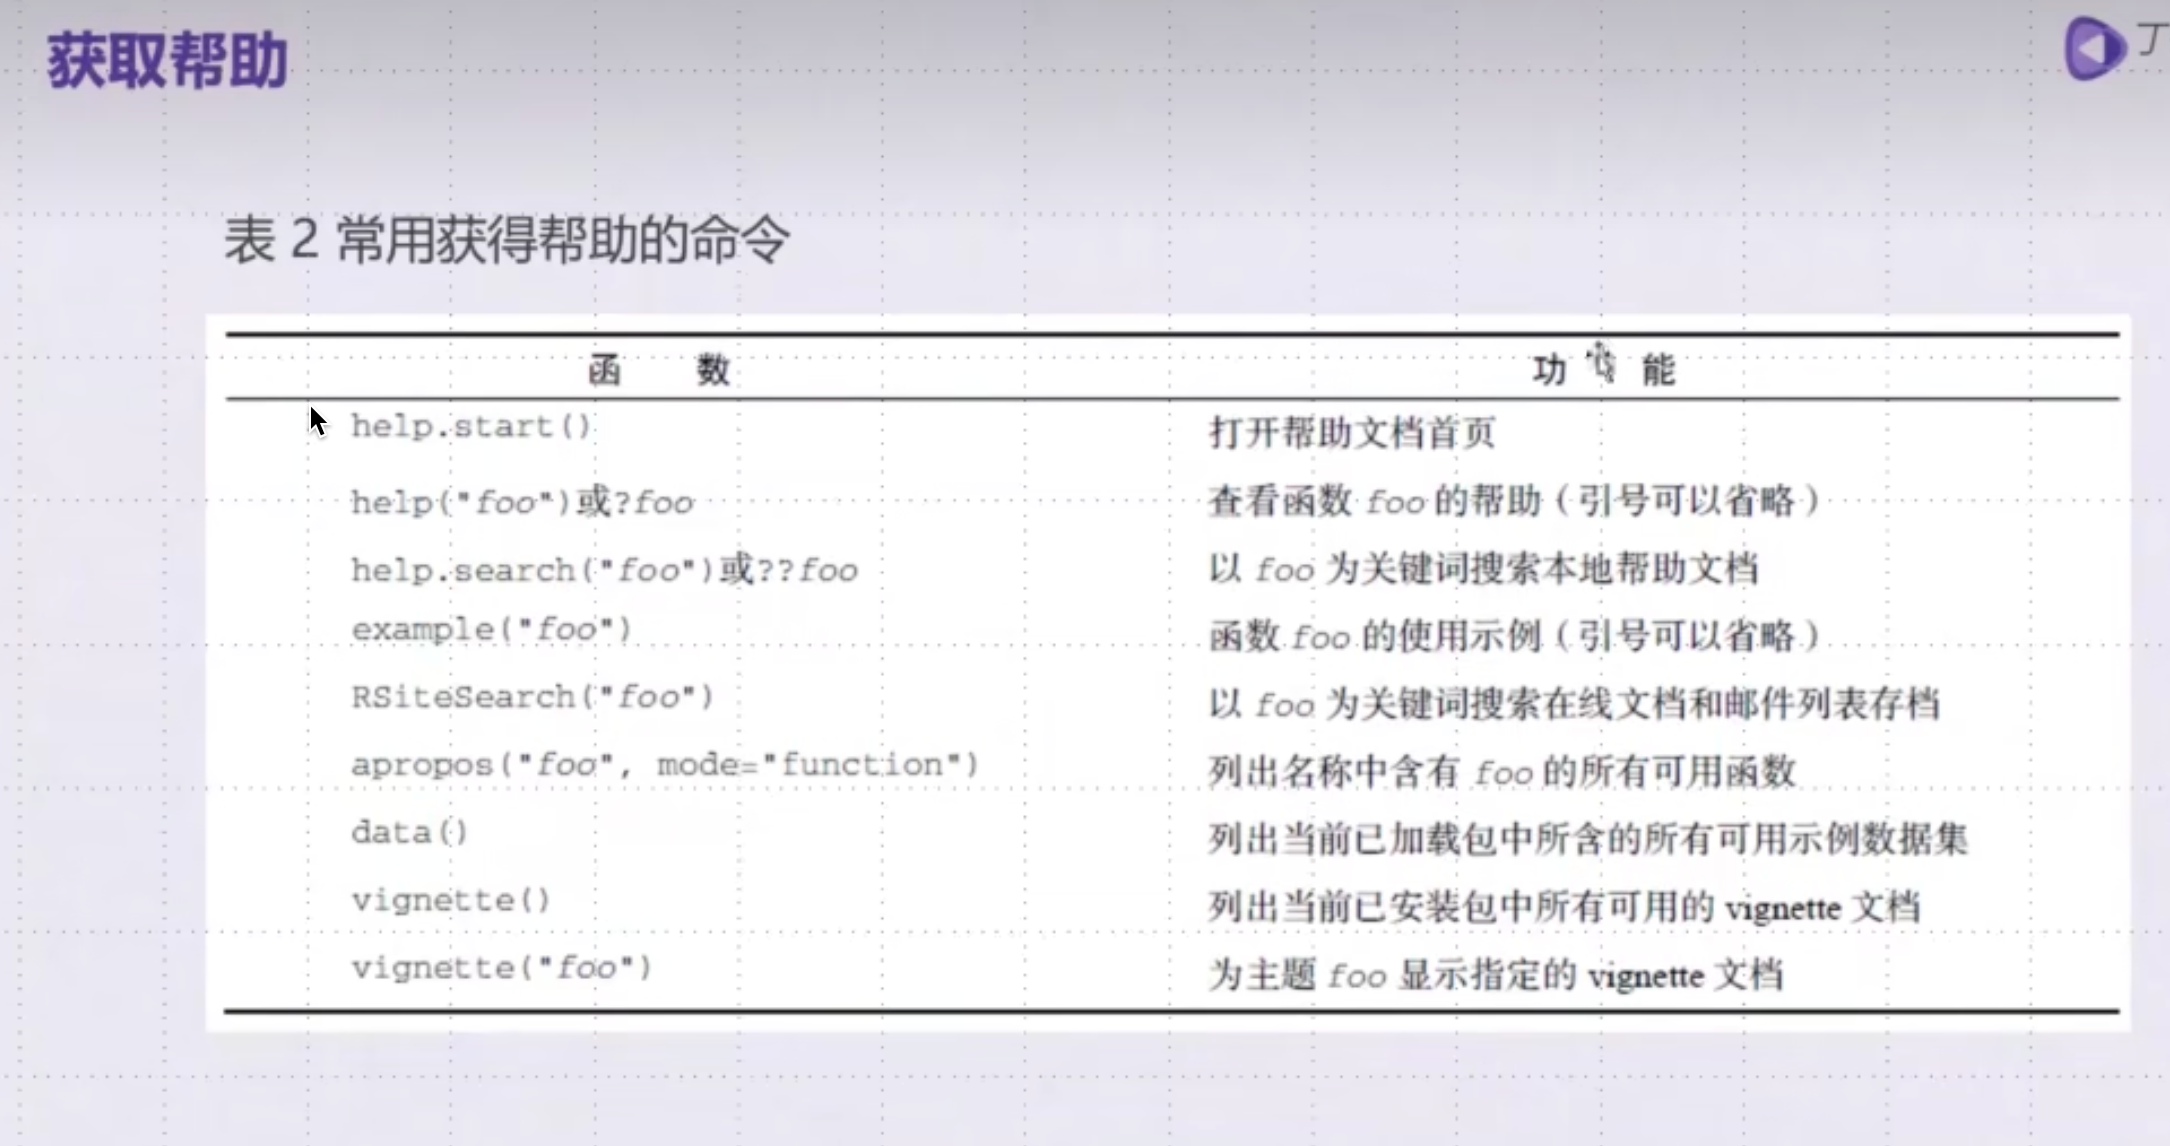 获取帮助
丁
表 2 常用获得帮助的命令
函 数 功 能
help.start() 打开帮助文档首页
help("foo")或?foo 查看函数 foo 的帮助（引号可以省略）
help.search("foo")或??foo 以 foo 为关键词搜索本地帮助文档
example("foo") 函数 foo 的使用示例（引号可以省略）
RSiteSearch("foo") 以 foo 为关键词搜索在线文档和邮件列表存档
apropos("foo", mode="function") 列出名称中含有 foo 的所有可用函数
data() 列出当前已加载包中所含的所有可用示例数据集
vignette() 列出当前已安装包中所有可用的 vignette 文档
vignette("foo") 为主题 foo 显示指定的 vignette 文档